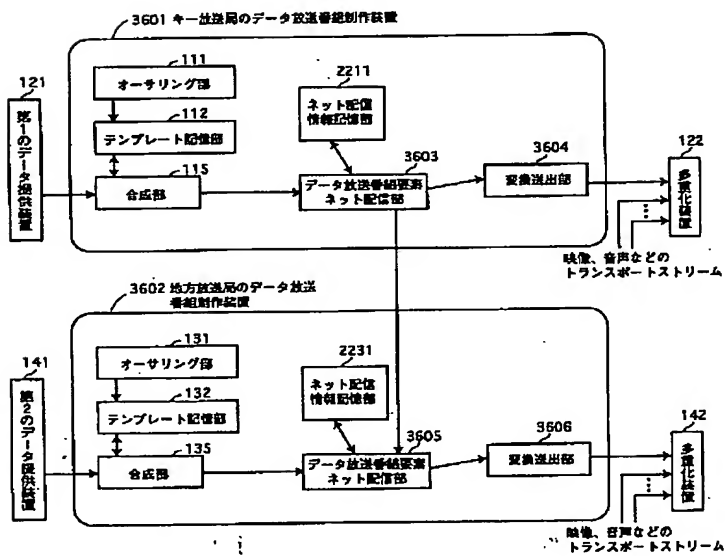 3601 キー放送局のデータ放送番組制作装置
121
第1のデータ提供装置
111
オーサリング部
112
テンプレート記憶部
115
合成部
2211
ネット配信
情報記憶部
3603
データ放送番組要素
ネット配信部
3604
変換送出部
122
多重化装置
映像、音声などの
トランスポートストリーム
3602 地方放送局のデータ放送
番組制作装置
141
第2のデータ提供装置
131
オーサリング部
132
テンプレート記憶部
135
合成部
2231
ネット配信
情報記憶部
3605
データ放送番組要素
ネット配信部
3606
変換送出部
142
多重化装置
映像、音声などの
トランスポートストリーム